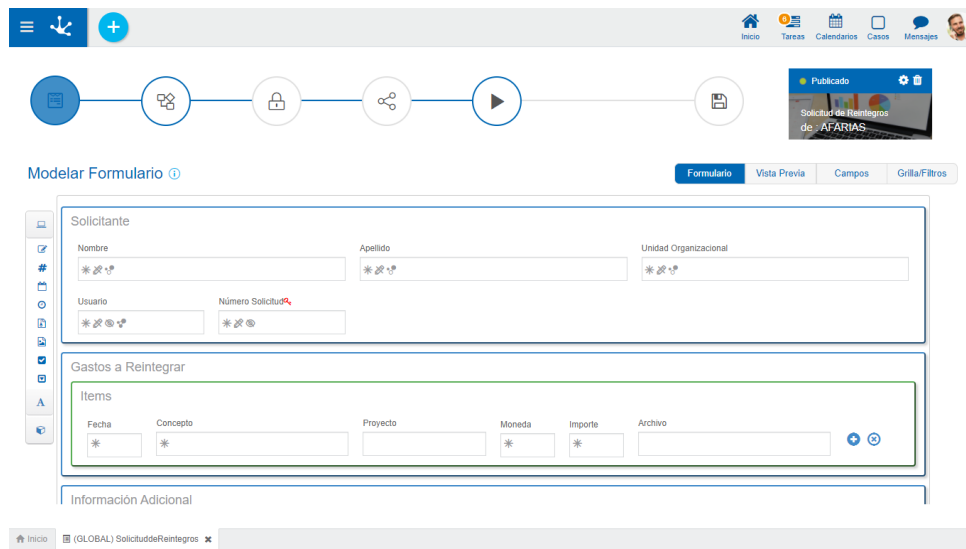 6
Inicio
Tareas
Calendarios
Casos
Mensajes
Publicado
Solicitud de Reintegros
de : AFARIAS
Modelar Formulario
Formulario
Vista Previa
Campos
Grilla/Filtros
Solicitante
Nombre
Apellido
Unidad Organizacional
Usuario
Número Solicitud
Gastos a Reintegrar
Items
Fecha
Concepto
Proyecto
Moneda
Importe
Archivo
#
A
Información Adicional
Inicio
(GLOBAL) SolicituddeReintegros